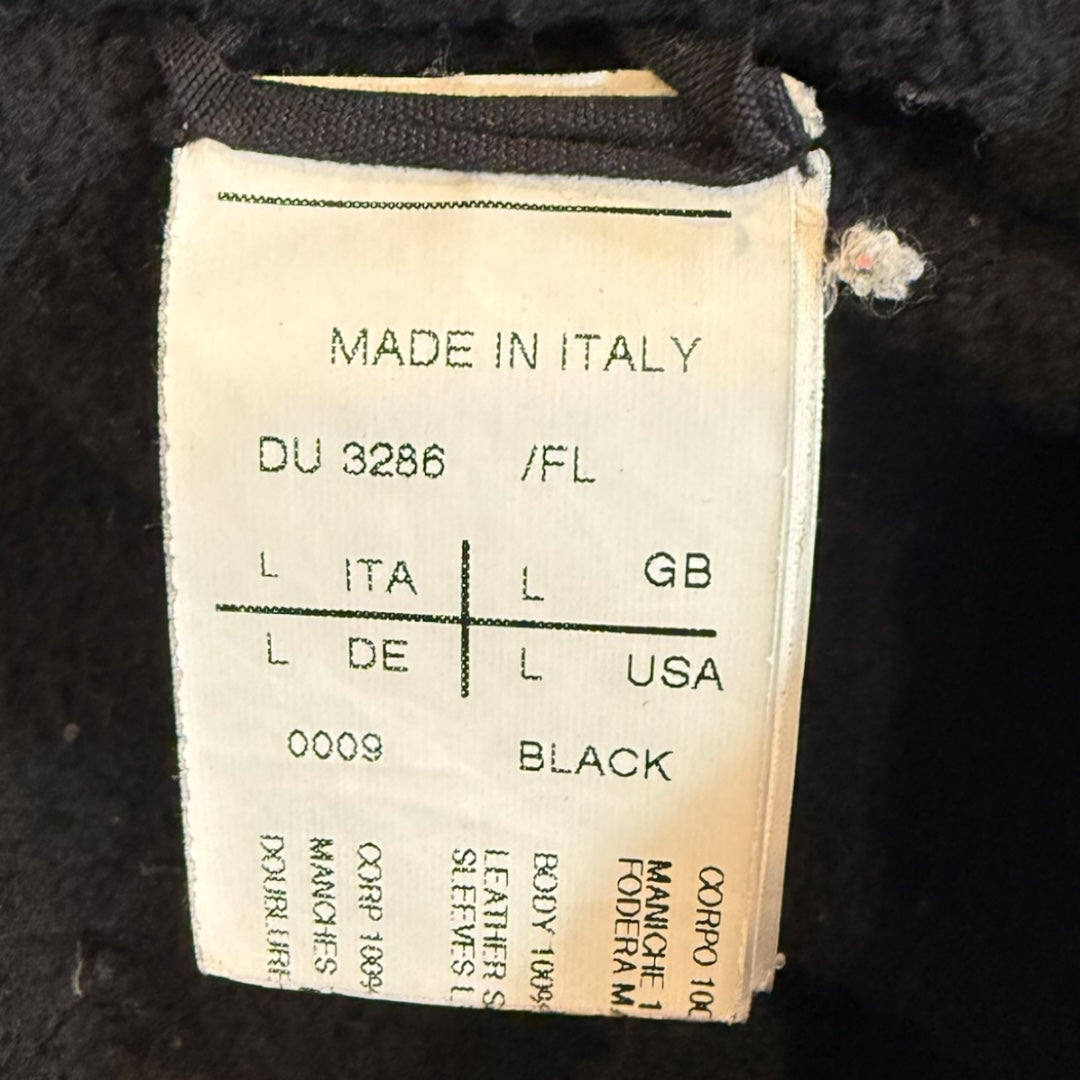 MADE IN ITALY
DU 3286 /FL
L ITA L GB
L DE L USA
0009 BLACK
CORPO 100
MANICHE 1
FODERA M
BODY 100%
LEATHER S
SLEEVES L
CORP 100%
MANCHES
DOUBLURE